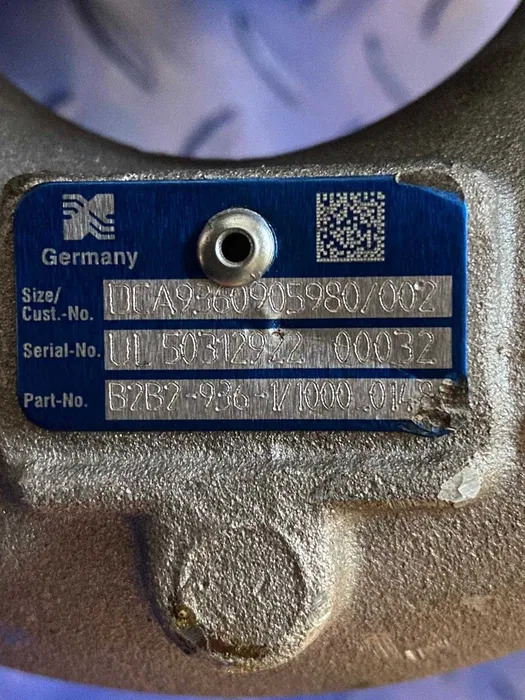 Germany
Size/
Cust.-No. DCA9360905980/002
Serial-No. UL 50312922 00032
Part-No.